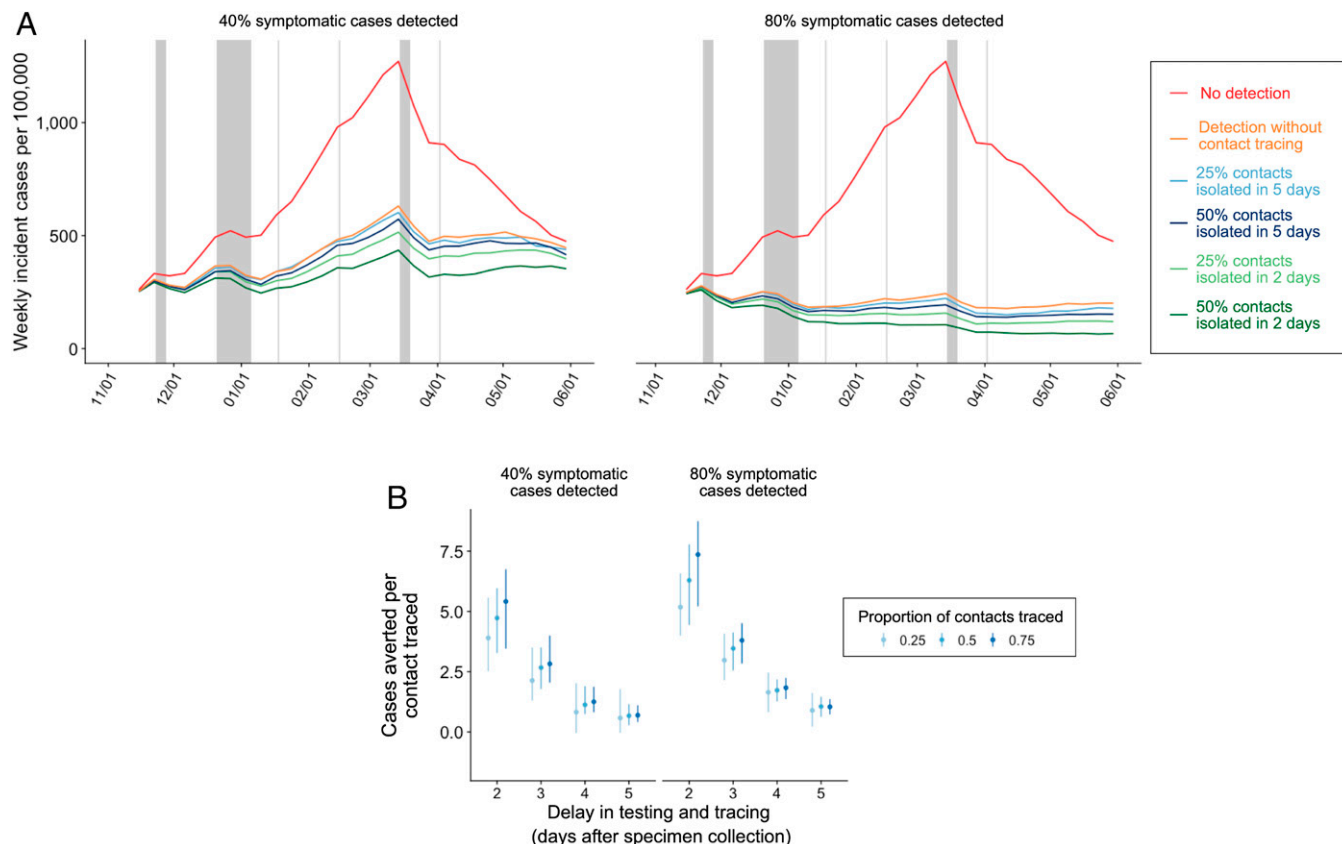 A
40% symptomatic cases detected
80% symptomatic cases detected
Weekly incident cases per 100,000
1,000
500
0
11/01
12/01
01/01
02/01
03/01
04/01
05/01
06/01
11/01
12/01
01/01
02/01
03/01
04/01
05/01
06/01
No detection
Detection without
contact tracing
25% contacts
isolated in 5 days
50% contacts
isolated in 5 days
25% contacts
isolated in 2 days
50% contacts
isolated in 2 days
B
40% symptomatic
cases detected
80% symptomatic
cases detected
Cases averted per
contact traced
7.5
5.0
2.5
0.0
2 3 4 5
2 3 4 5
Delay in testing and tracing
(days after specimen collection)
Proportion of contacts traced
0.25 0.5 0.75